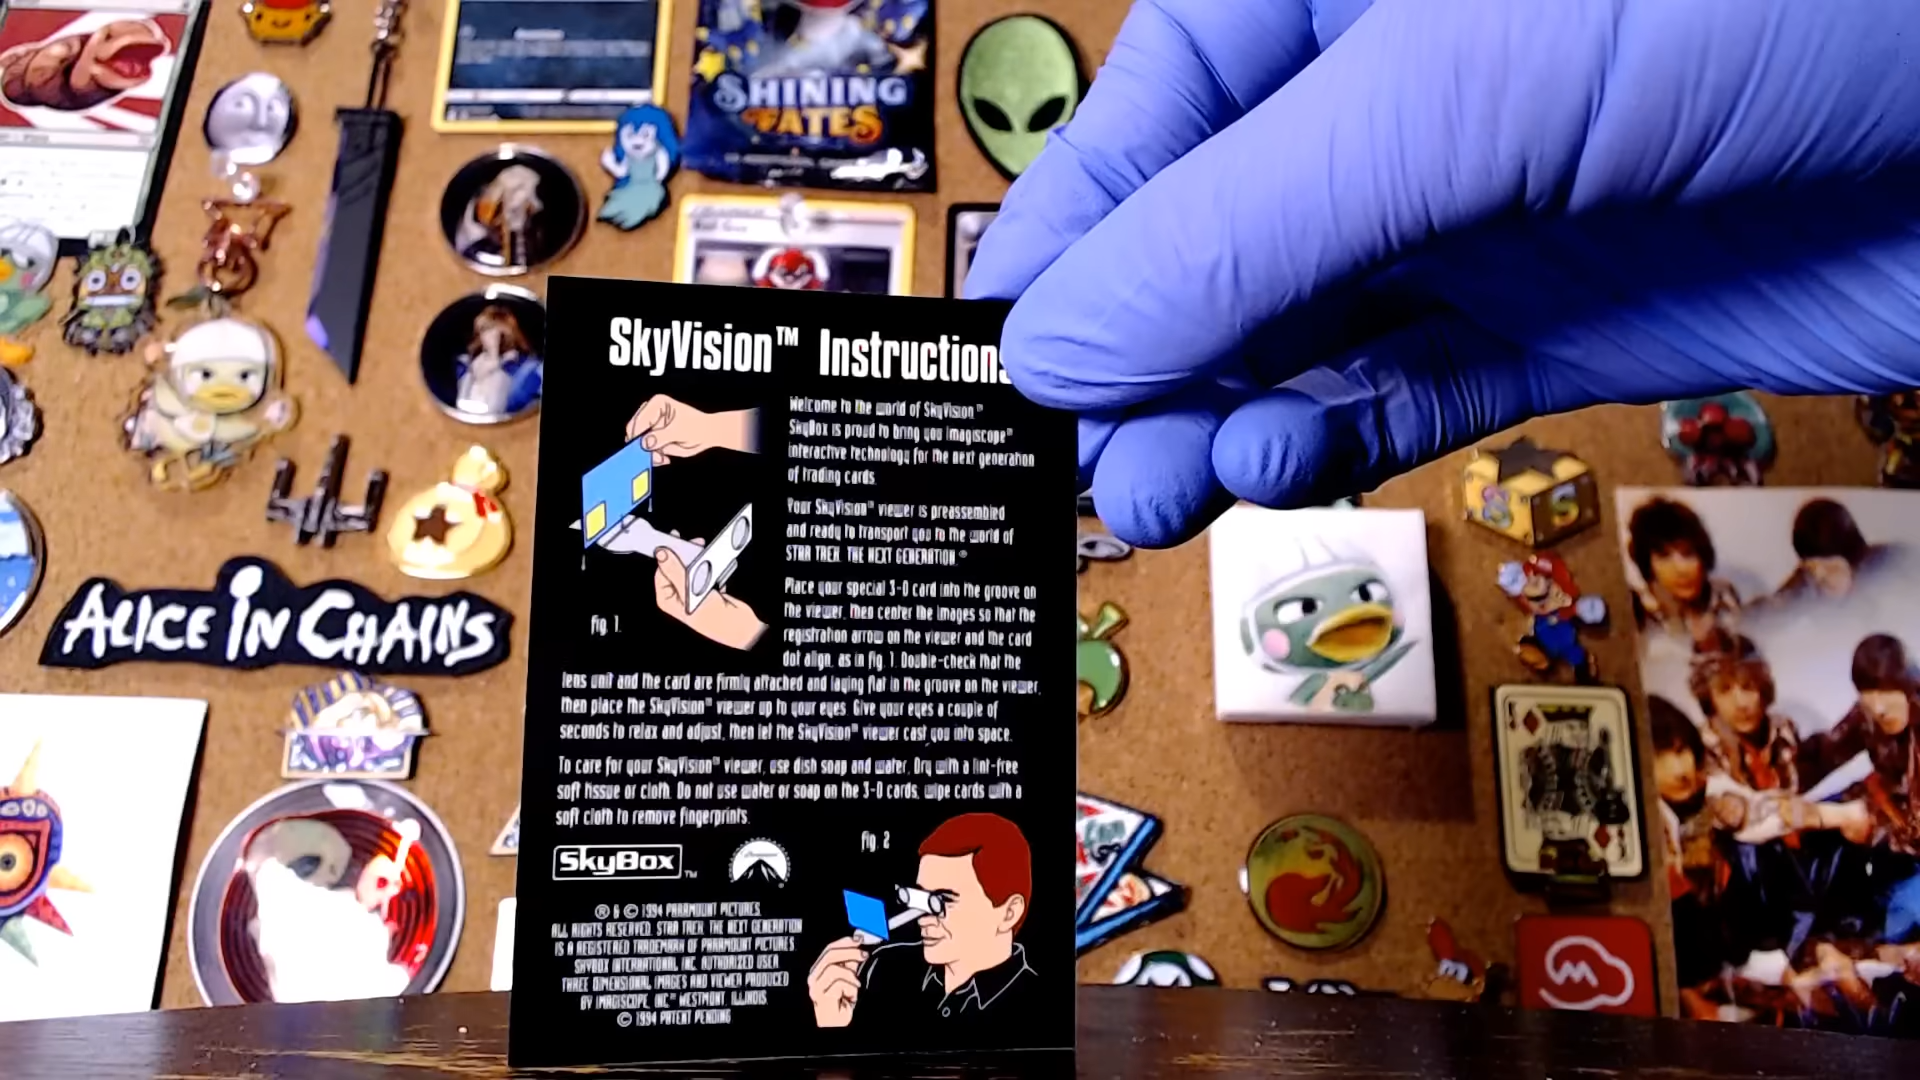 SHINING
FATES
SkyVision™ Instructions
Welcome to the world of SkyVision™
SkyBox is proud to bring you Imagiscope™
interactive technology for the next generation
of trading cards.
Your SkyVision™ viewer is preassembled
and ready to transport you to the world of
STAR TREK: THE NEXT GENERATION.®
Place your special 3-D card into the groove on
the viewer, then center the images so that the
registration arrow on the viewer and the card
dot align, as in fig. 1. Double-check that the
lens unit and the card are firmly attached and laying flat in the groove on the viewer,
then place the SkyVision™ viewer up to your eyes. Give your eyes a couple of
seconds to relax and adjust, then let the SkyVision™ viewer cast you into space.
fig. 1.
To care for your SkyVision™ viewer, use dish soap and water. Dry with a lint-free
soft tissue or cloth. Do not use water or soap on the 3-D cards, wipe cards with a
soft cloth to remove fingerprints.
fig. 2
SkyBox™
Paramount
® & © 1994 PARAMOUNT PICTURES.
ALL RIGHTS RESERVED. STAR TREK: THE NEXT GENERATION
IS A REGISTERED TRADEMARK OF PARAMOUNT PICTURES
SKYBOX INTERNATIONAL INC. AUTHORIZED USER
THREE DIMENSIONAL IMAGES AND VIEWER PRODUCED
BY IMAGISCOPE, INC.™ WESTMONT, ILLINOIS
© 1994 PATENT PENDING
ALICE IN CHAINS